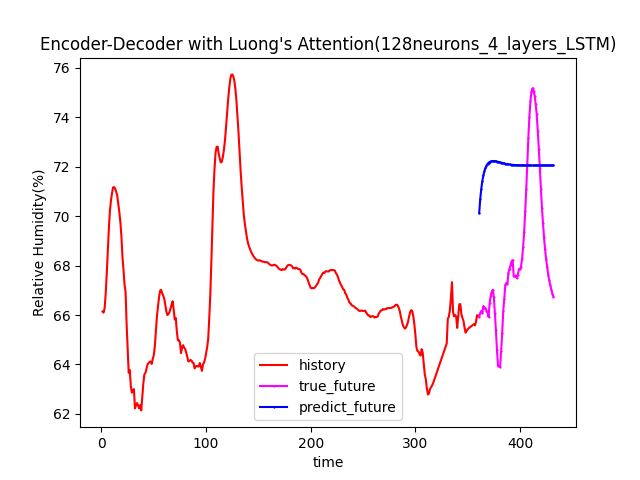 Encoder-Decoder with Luong's Attention(128neurons_4_layers_LSTM)
76
74
72
70
68
66
64
62
Relative Humidity(%)
history
true_future
predict_future
0
100
200
300
400
time